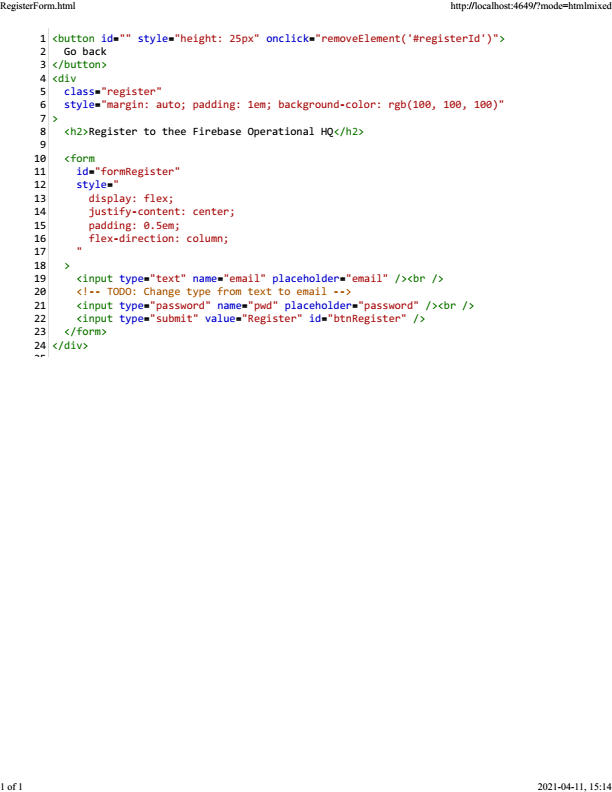 RegisterForm.html http://localhost:4649/?mode=htmlmixed
1 <button id="" style="height: 25px" onclick="removeElement('#registerId')">
2   Go back
3 </button>
4 <div
5   class="register"
6   style="margin: auto; padding: 1em; background-color: rgb(100, 100, 100)"
7 >
8   <h2>Register to thee Firebase Operational HQ</h2>
9
10   <form
11     id="formRegister"
12     style="
13       display: flex;
14       justify-content: center;
15       padding: 0.5em;
16       flex-direction: column;
17     "
18   >
19     <input type="text" name="email" placeholder="email" /><br />
20     <!-- TODO: Change type from text to email -->
21     <input type="password" name="pwd" placeholder="password" /><br />
22     <input type="submit" value="Register" id="btnRegister" />
23   </form>
24 </div>
1 of 1 2021-04-11, 15:14